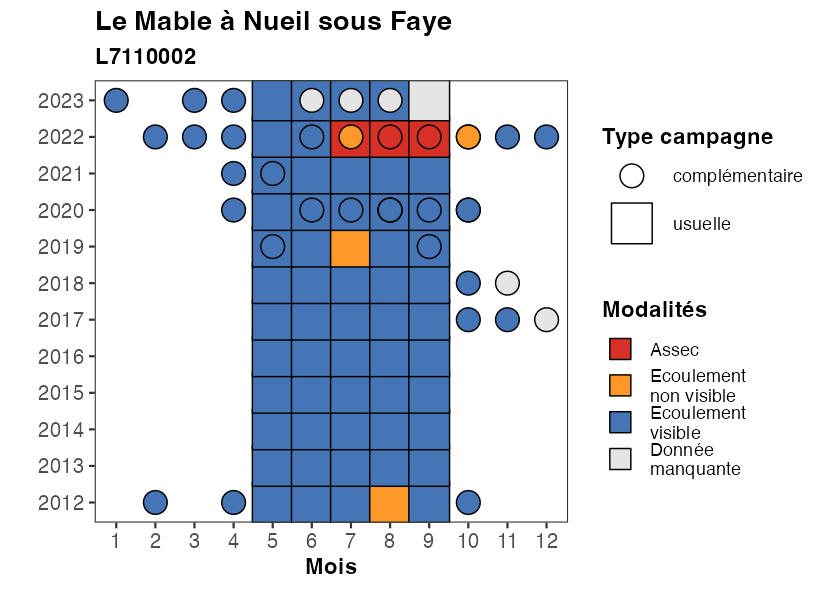 Le Mable à Nueil sous Faye
L7110002
2023
2022
2021
2020
2019
2018
2017
2016
2015
2014
2013
2012
1 2 3 4 5 6 7 8 9 10 11 12
Mois
Type campagne
complémentaire
usuelle
Modalités
Assec
Ecoulement
non visible
Ecoulement
visible
Donnée
manquante